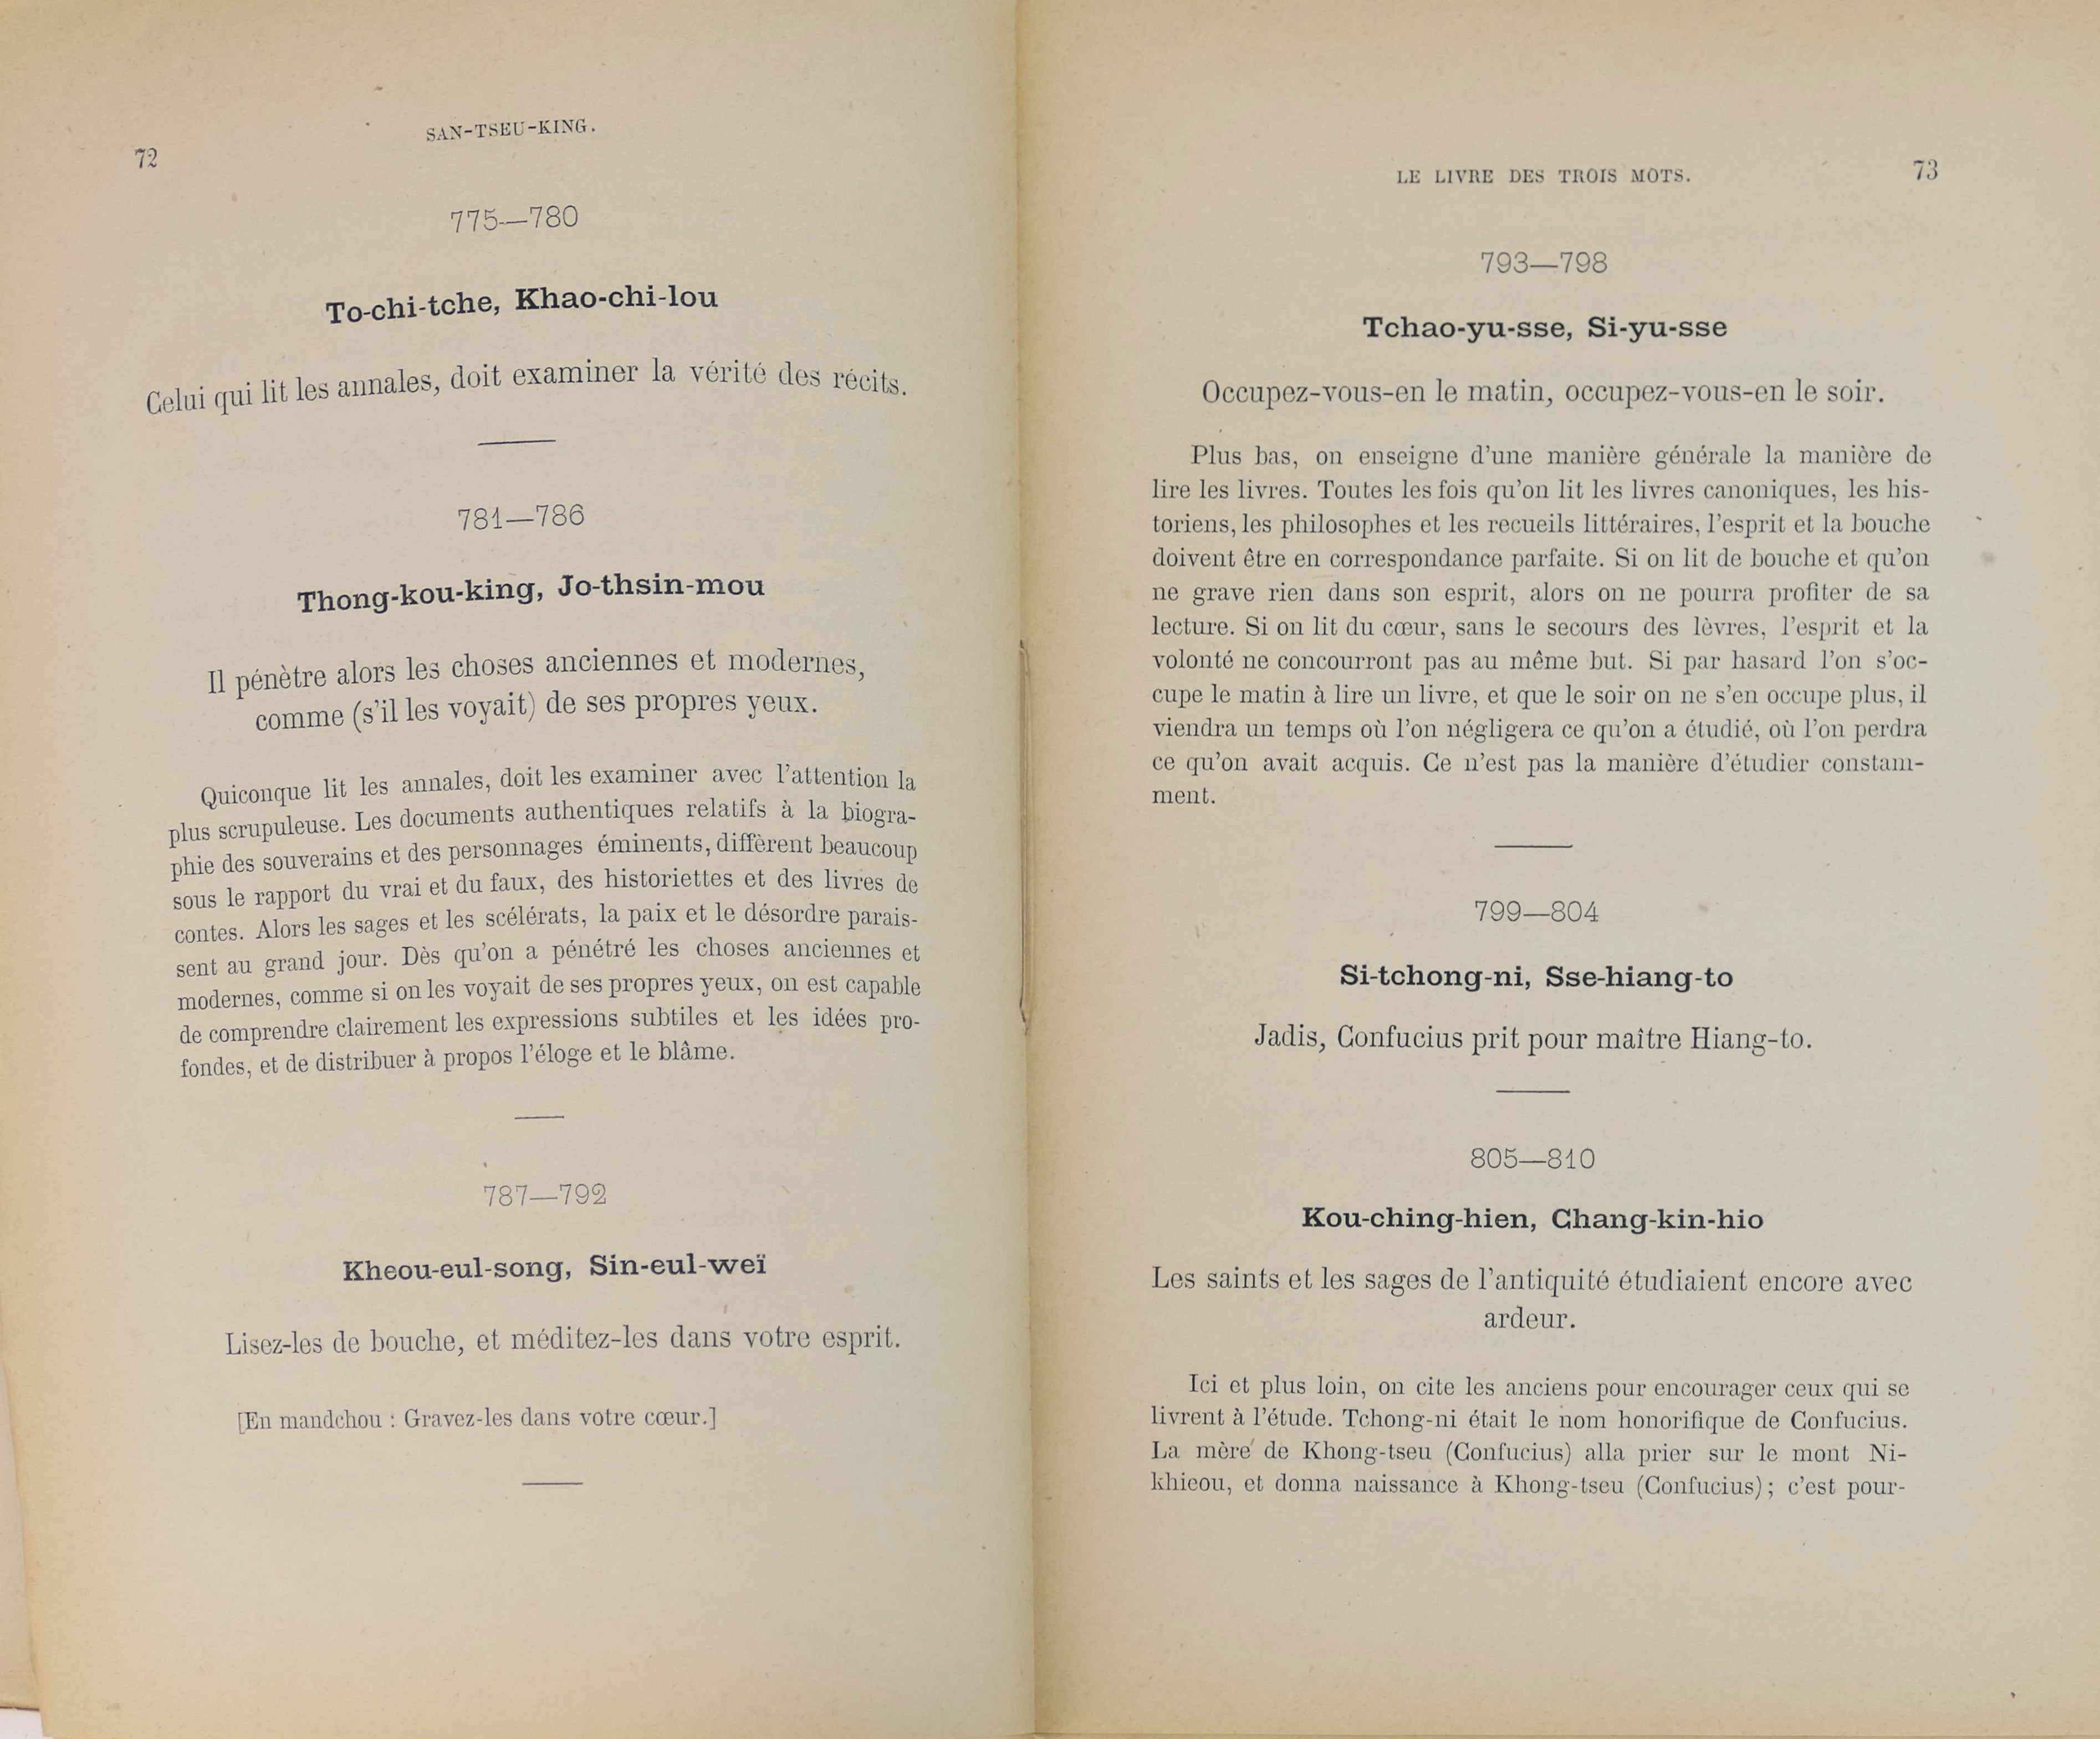 SAN-TSEU-KING.
72
775—780
To-chi-tche, Khao-chi-lou
Celui qui lit les annales, doit examiner la vérité des récits.
781—786
Thong-kou-king, Jo-thsin-mou
Il pénètre alors les choses anciennes et modernes,
comme (s'il les voyait) de ses propres yeux.
Quiconque lit les annales, doit les examiner avec l'attention la
plus scrupuleuse. Les documents authentiques relatifs à la biogra-
phie des souverains et des personnages éminents, diffèrent beaucoup
sous le rapport du vrai et du faux, des historiettes et des livres de
contes. Alors les sages et les scélérats, la paix et le désordre parais-
sent au grand jour. Dès qu'on a pénétré les choses anciennes et
modernes, comme si on les voyait de ses propres yeux, on est capable
de comprendre clairement les expressions subtiles et les idées pro-
fondes, et de distribuer à propos l'éloge et le blâme.
787—792
Kheou-eul-song, Sin-eul-weï
Lisez-les de bouche, et méditez-les dans votre esprit.
[En mandchou : Gravez-les dans votre cœur.]
LE LIVRE DES TROIS MOTS.
73
793—798
Tchao-yu-sse, Si-yu-sse
Occupez-vous-en le matin, occupez-vous-en le soir.
Plus bas, on enseigne d'une manière générale la manière de
lire les livres. Toutes les fois qu'on lit les livres canoniques, les his-
toriens, les philosophes et les recueils littéraires, l'esprit et la bouche
doivent être en correspondance parfaite. Si on lit de bouche et qu'on
ne grave rien dans son esprit, alors on ne pourra profiter de sa
lecture. Si on lit du cœur, sans le secours des lèvres, l'esprit et la
volonté ne concourront pas au même but. Si par hasard l'on s'oc-
cupe le matin à lire un livre, et que le soir on ne s'en occupe plus, il
viendra un temps où l'on négligera ce qu'on a étudié, où l'on perdra
ce qu'on avait acquis. Ce n'est pas la manière d'étudier constam-
ment.
799—804
Si-tchong-ni, Sse-hiang-to
Jadis, Confucius prit pour maître Hiang-to.
805—810
Kou-ching-hien, Chang-kin-hio
Les saints et les sages de l'antiquité étudiaient encore avec
ardeur.
Ici et plus loin, on cite les anciens pour encourager ceux qui se
livrent à l'étude. Tchong-ni était le nom honorifique de Confucius.
La mère de Khong-tseu (Confucius) alla prier sur le mont Ni-
khieou, et donna naissance à Khong-tseu (Confucius) ; c'est pour-